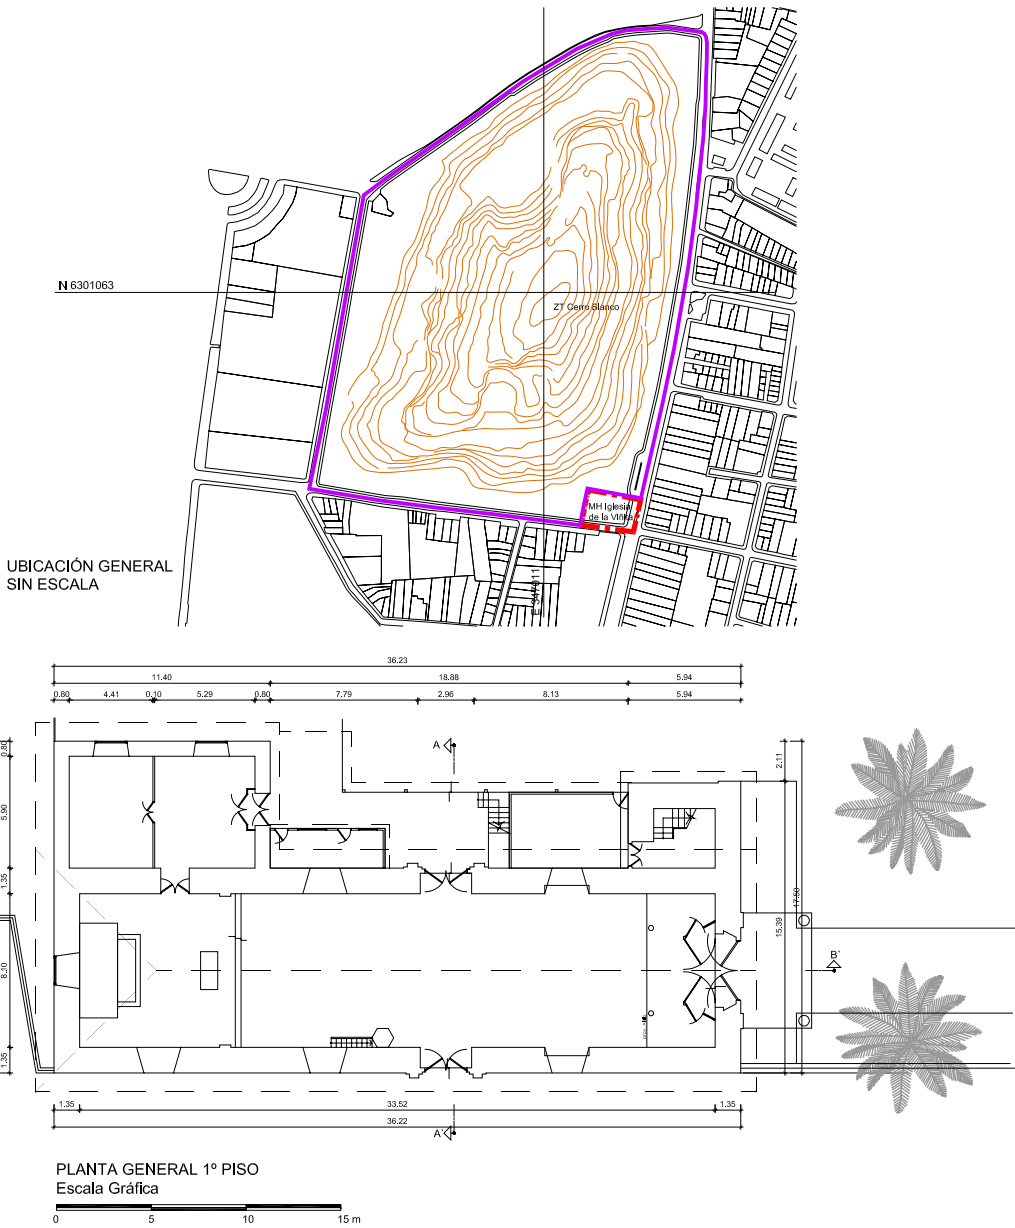 N 6301063
ZT Cerro Blanco
MH Iglesia
de la Viñita
E 347011
UBICACIÓN GENERAL
SIN ESCALA
36.23
11.40 18.88 5.94
0.80 4.41 0.10 5.29 0.80 7.79 2.96 8.13 5.94
A
0.80
2.11
5.90
1.35
17.50
15.39
B`
8.10
1.35
1.35 33.52 1.35
36.22
A`
PLANTA GENERAL 1º PISO
Escala Gráfica
0 5 10 15 m